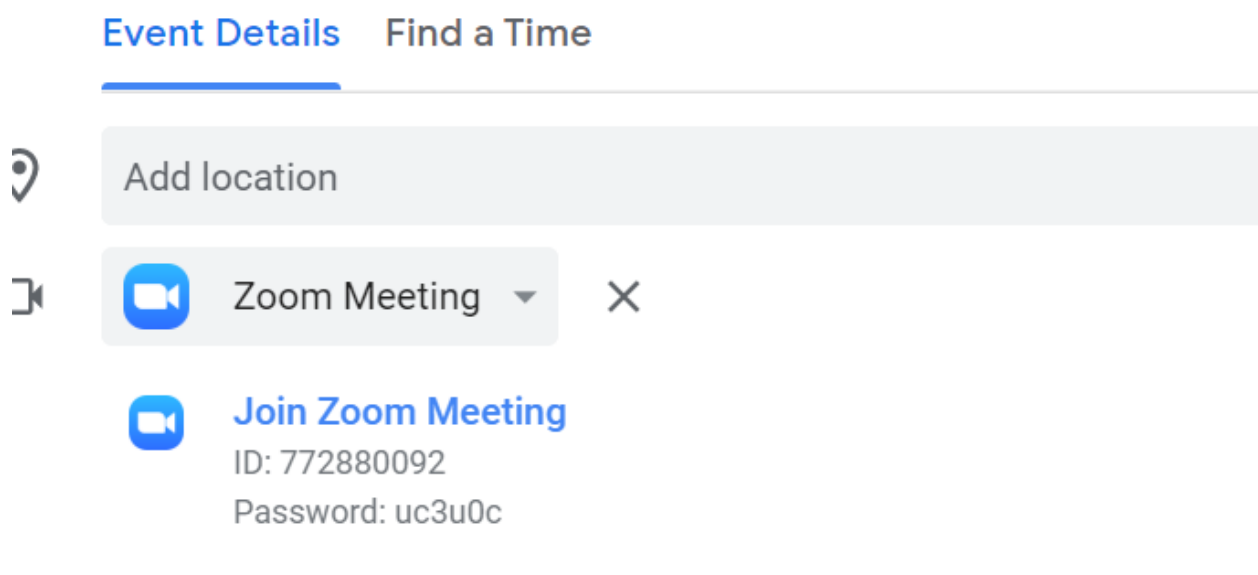 Event Details Find a Time
Add location
Zoom Meeting
Join Zoom Meeting
ID: 772880092
Password: uc3u0c